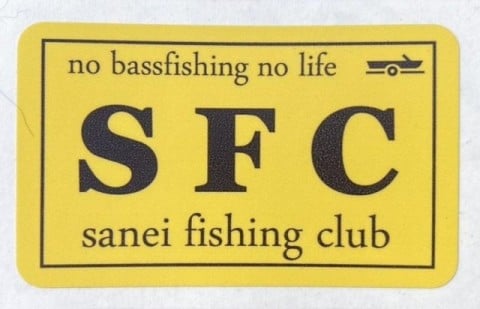 no bassfishing no life
SFC
sanei fishing club